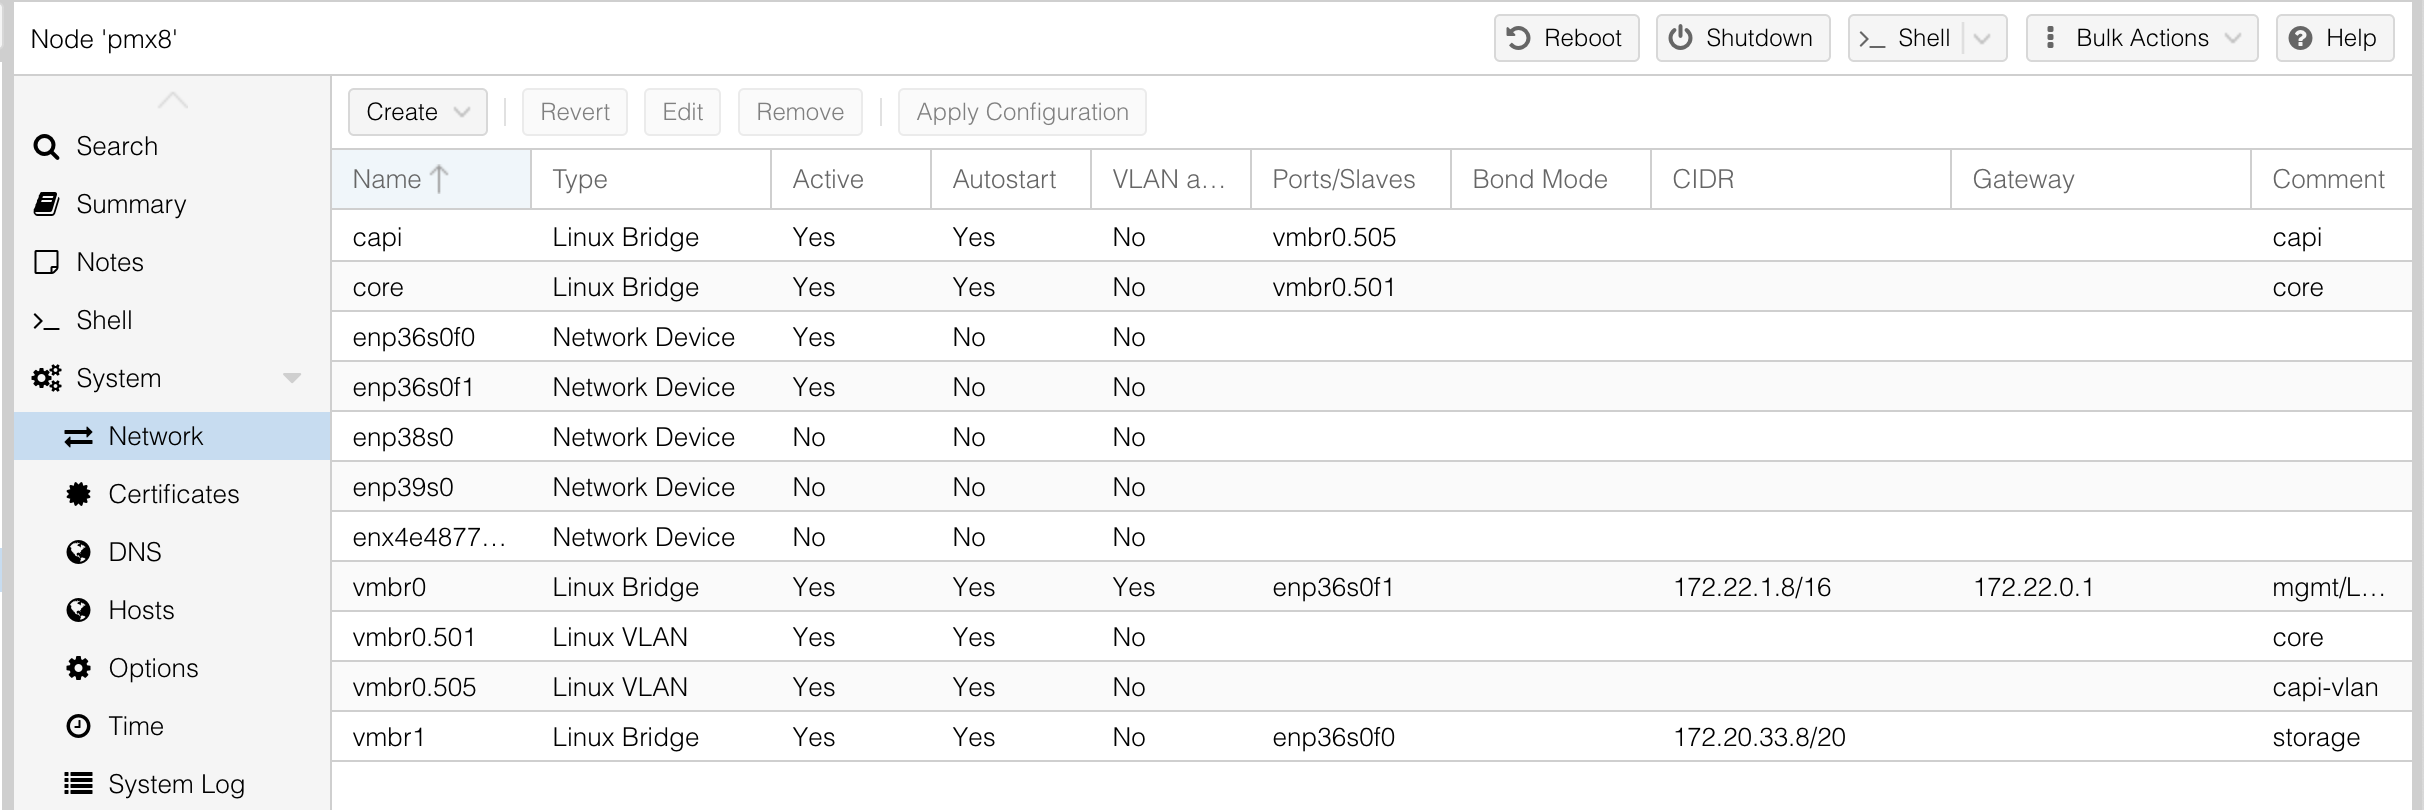 Node 'pmx8'
Reboot Shutdown Shell Bulk Actions Help
Create Revert Edit Remove Apply Configuration
Search
Summary
Notes
Shell
System
Network
Certificates
DNS
Hosts
Options
Time
System Log
Name Type Active Autostart VLAN a... Ports/Slaves Bond Mode CIDR Gateway Comment
capi Linux Bridge Yes Yes No vmbr0.505 capi
core Linux Bridge Yes Yes No vmbr0.501 core
enp36s0f0 Network Device Yes No No
enp36s0f1 Network Device Yes No No
enp38s0 Network Device No No No
enp39s0 Network Device No No No
enx4e4877... Network Device No No No
vmbr0 Linux Bridge Yes Yes Yes enp36s0f1 172.22.1.8/16 172.22.0.1 mgmt/L...
vmbr0.501 Linux VLAN Yes Yes No core
vmbr0.505 Linux VLAN Yes Yes No capi-vlan
vmbr1 Linux Bridge Yes Yes No enp36s0f0 172.20.33.8/20 storage